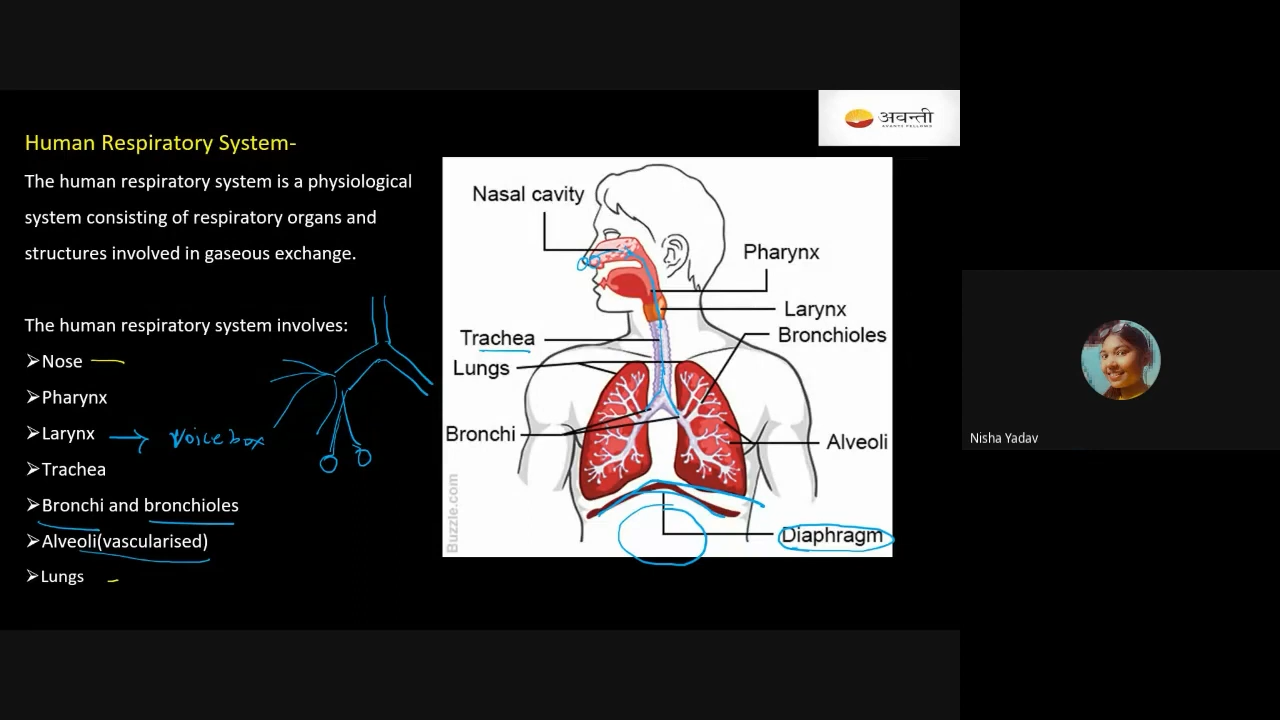 अवन्ती
AVANTI FELLOWS
Human Respiratory System-
The human respiratory system is a physiological
system consisting of respiratory organs and
structures involved in gaseous exchange.
The human respiratory system involves:
➢Nose
➢Pharynx
➢Larynx → Voice box
➢Trachea
➢Bronchi and bronchioles
➢Alveoli(vascularised)
➢Lungs
Nasal cavity
Pharynx
Larynx
Trachea
Bronchioles
Lungs
Bronchi
Alveoli
Diaphragm
Buzzle.com
Nisha Yadav